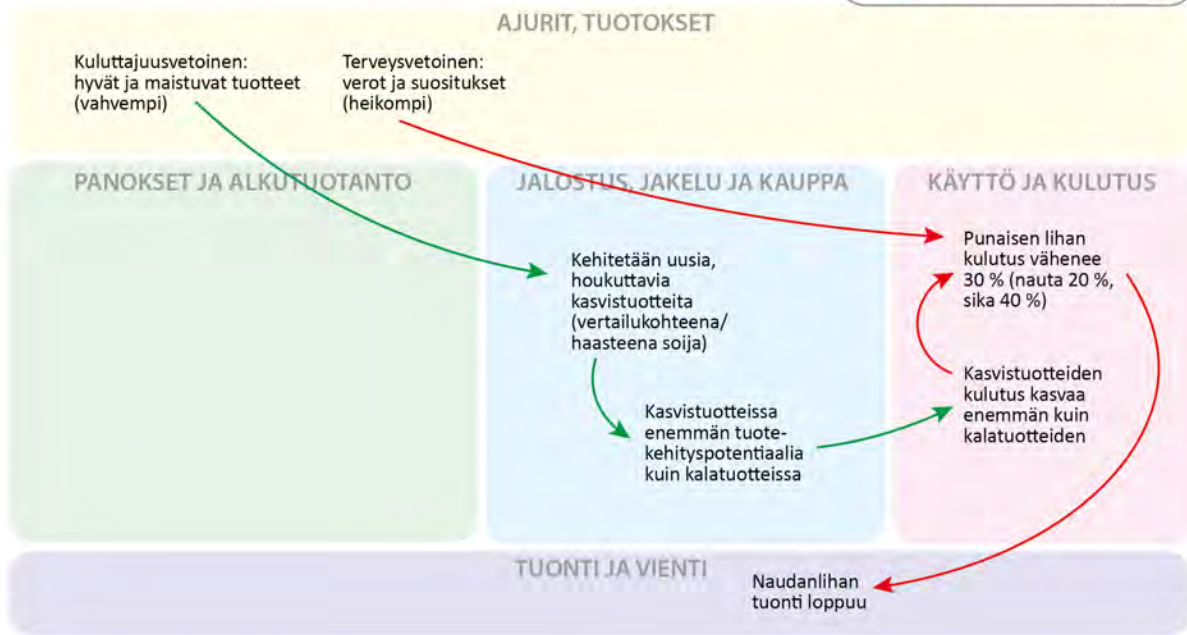 AJURIT, TUOTOKSET
Kuluttajuusvetoinen:
hyvät ja maistuvat tuotteet
(vahvempi)
Terveysvetoinen:
verot ja suositukset
(heikompi)
PANOKSET JA ALKUTUOTANTO
JALOSTUS, JAKELU JA KAUPPA
KÄYTTÖ JA KULUTUS
Kehitetään uusia,
houkuttavia
kasvistuotteita
(vertailukohteena/
haasteena soija)
Kasvistuotteissa
enemmän tuote-
kehityspotentiaalia
kuin kalatuotteissa
Punaisen lihan
kulutus vähenee
30 % (nauta 20 %,
sika 40 %)
Kasvistuotteiden
kulutus kasvaa
enemmän kuin
kalatuotteiden
TUONTI JA VIENTI
Naudanlihan
tuonti loppuu